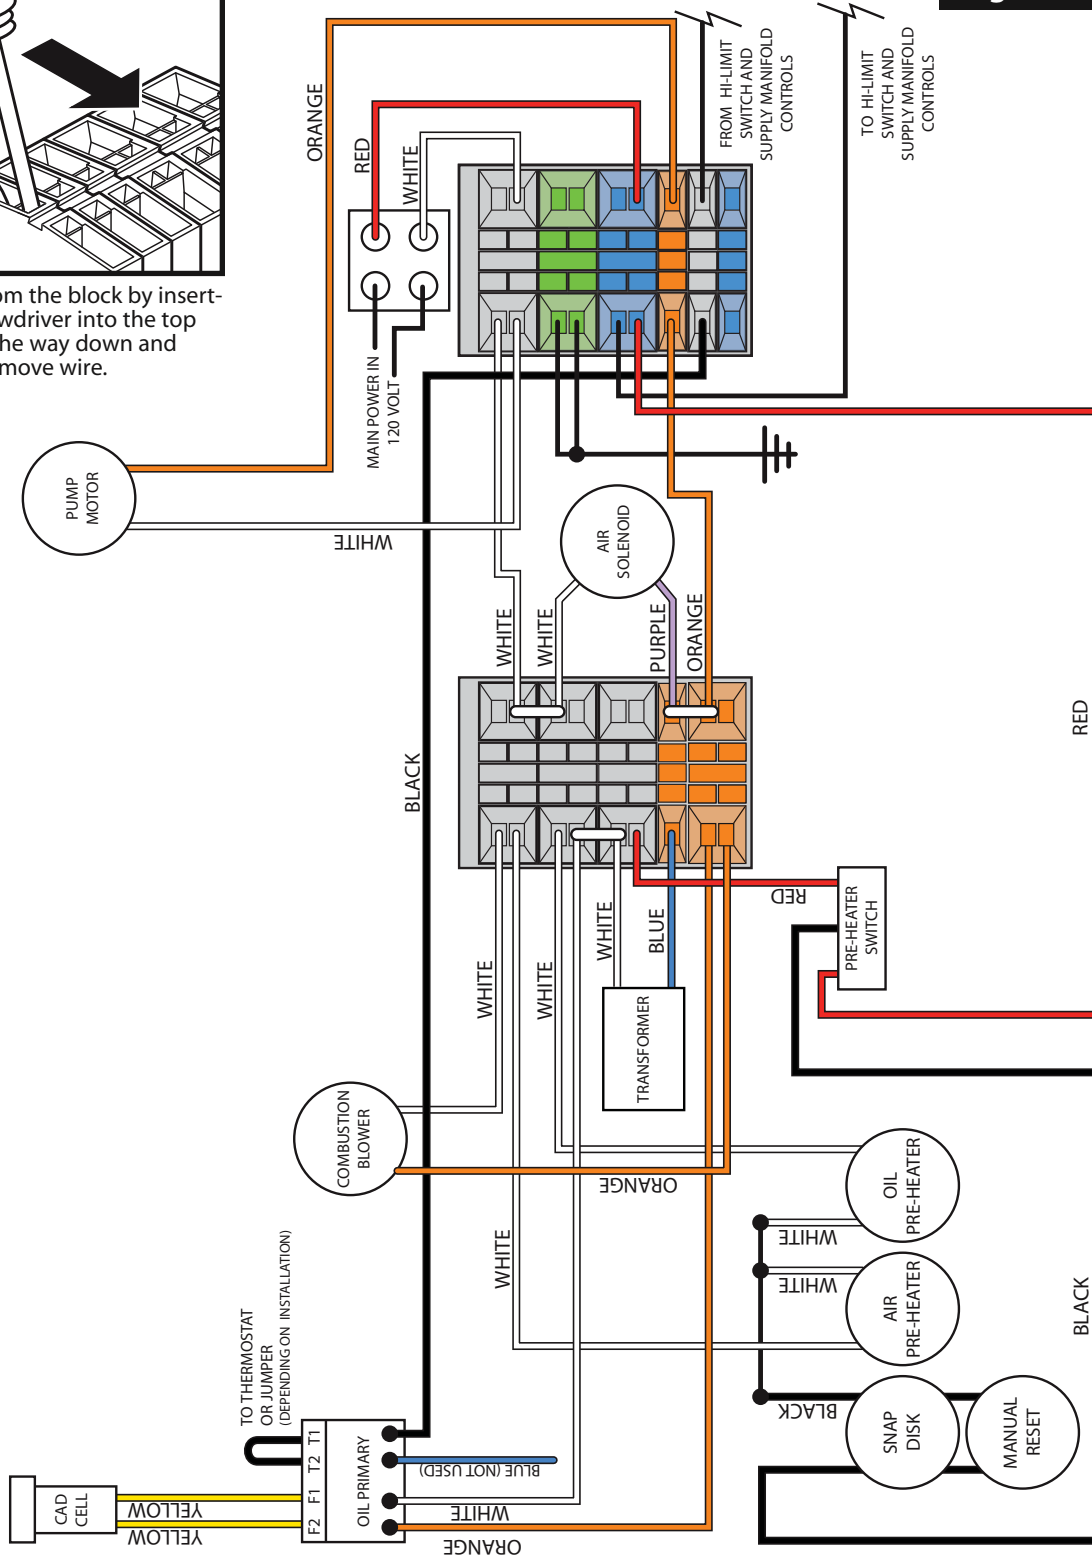 om the block by insert-
wdriver into the top
he way down and
move wire.
ORANGE
RED
WHITE
FROM HI-LIMIT
SWITCH AND
SUPPLY MANIFOLD
CONTROLS
TO HI-LIMIT
SWITCH AND
SUPPLY MANIFOLD
CONTROLS
MAIN POWER IN
120 VOLT
PUMP
MOTOR
WHITE
AIR
SOLENOID
WHITE
WHITE
PURPLE
ORANGE
BLACK
RED
RED
PRE-HEATER
SWITCH
WHITE
WHITE
WHITE
BLUE
TRANSFORMER
COMBUSTION
BLOWER
ORANGE
WHITE
OIL
PRE-HEATER
WHITE
WHITE
AIR
PRE-HEATER
BLACK
BLACK
SNAP
DISK
MANUAL
RESET
TO THERMOSTAT
OR JUMPER
(DEPENDING ON INSTALLATION)
T1
T2
F1
F2
OIL PRIMARY
BLUE (NOT USED)
WHITE
ORANGE
CAD
CELL
YELLOW
YELLOW